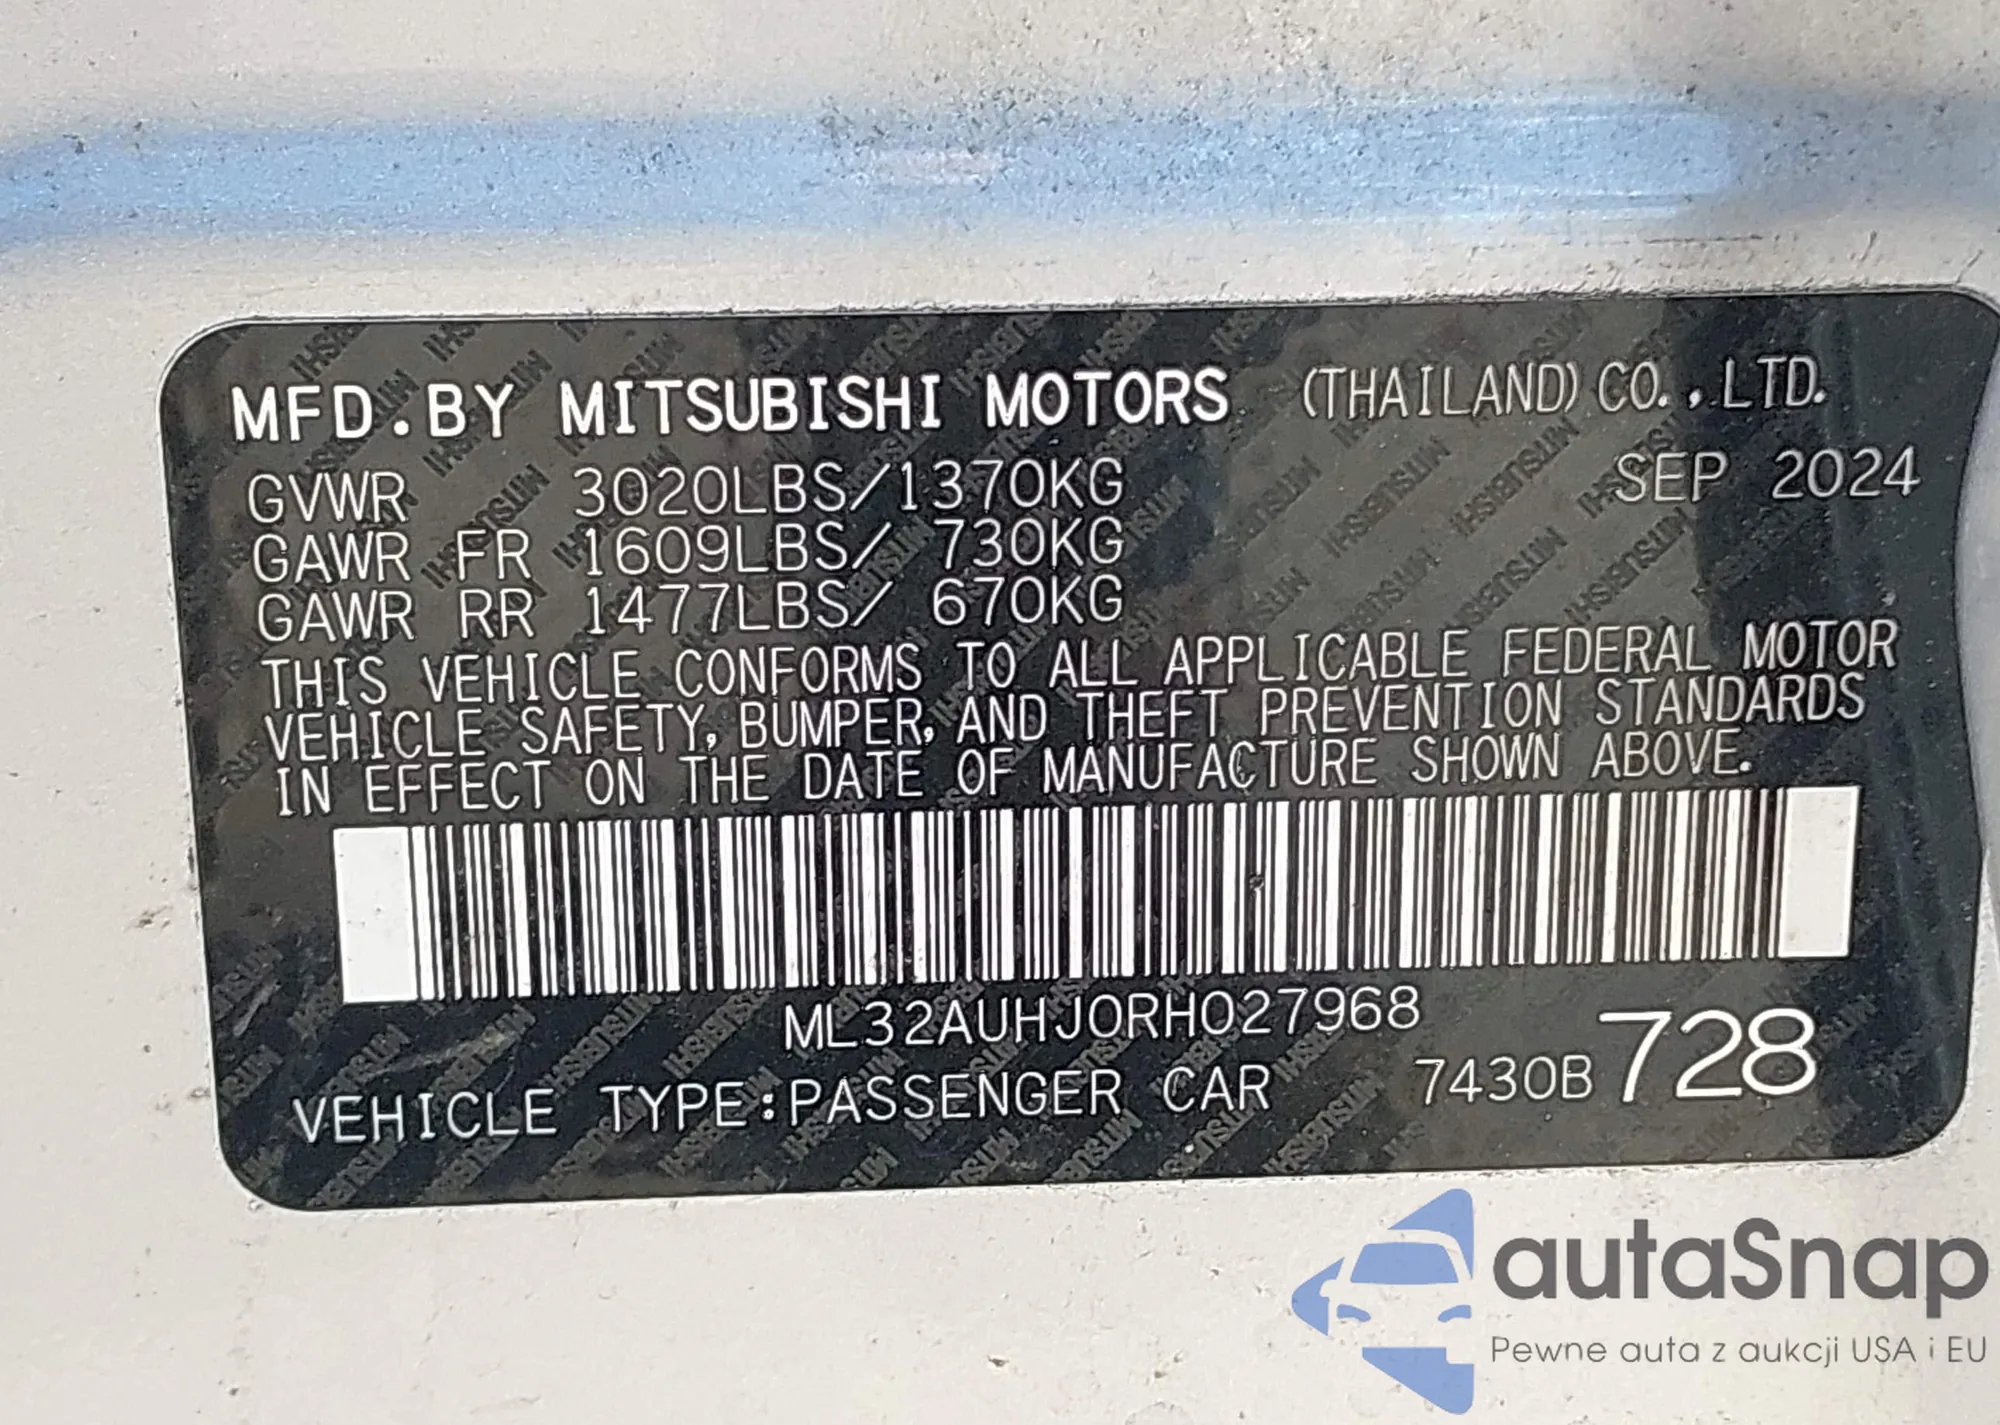 MFD.BY MITSUBISHI MOTORS (THAILAND) CO.,LTD.
SEP 2024
GVWR 3020LBS/1370KG
GAWR FR 1609LBS/ 730KG
GAWR RR 1477LBS/ 670KG
THIS VEHICLE CONFORMS TO ALL APPLICABLE FEDERAL MOTOR
VEHICLE SAFETY, BUMPER, AND THEFT PREVENTION STANDARDS
IN EFFECT ON THE DATE OF MANUFACTURE SHOWN ABOVE.
ML32AUHJ0RH027968
VEHICLE TYPE:PASSENGER CAR 7430B 728
autaSnap
Pewne auta z aukcji USA i EU